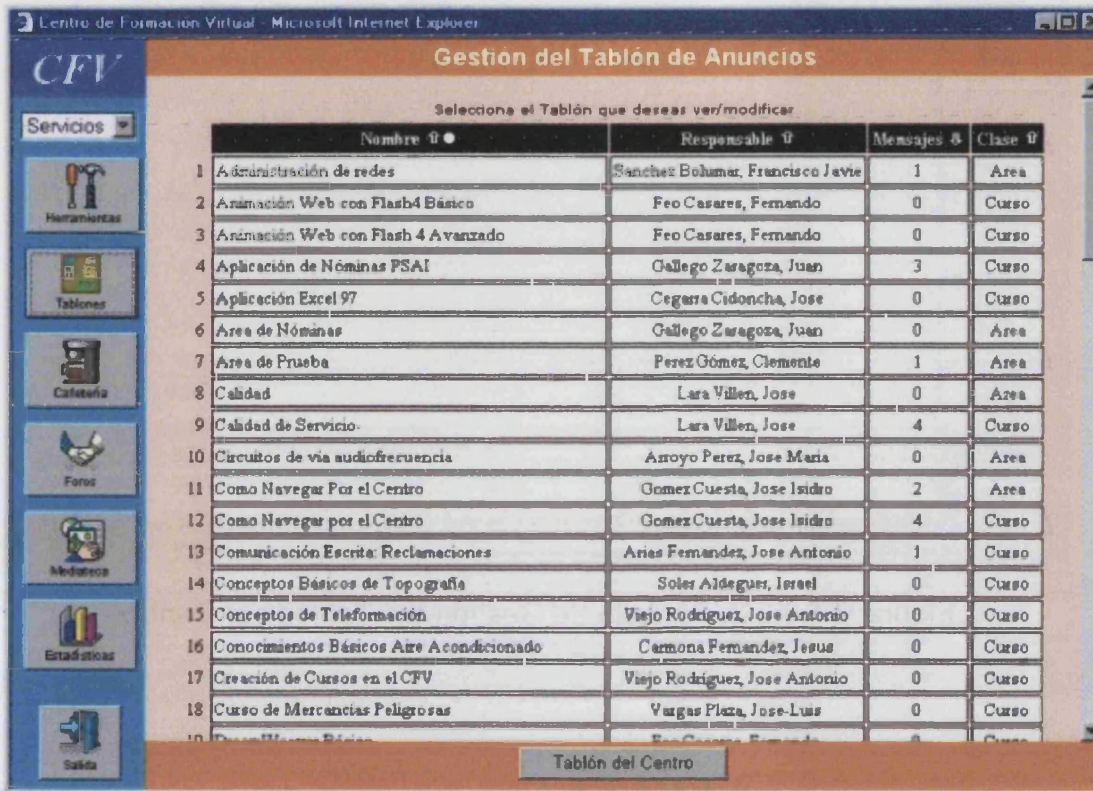 Centro de Formación Virtual - Microsoft Internet Explorer
CFV
Gestión del Tablón de Anuncios
Servicios
Herramientas
Tablones
Cafetería
Foros
Mediateca
Estadísticas
Salida
Selecciona el Tablón que deseas ver/modificar
Nombre Responsable Mensajes Clase
1 Administración de redes Sanchez Bolumar, Francisco Javie 1 Area
2 Animación Web con Flash4 Básico Feo Casares, Fernando 0 Curso
3 Animación Web con Flash 4 Avanzado Feo Casares, Fernando 0 Curso
4 Aplicación de Nóminas PSAI Gallego Zaragoza, Juan 3 Curso
5 Aplicación Excel 97 Cegarra Cidoncha, Jose 0 Curso
6 Area de Nóminas Gallego Zaragoza, Juan 0 Area
7 Area de Prueba Perez Gómez, Clemente 1 Area
8 Calidad Lara Villen, Jose 0 Area
9 Calidad de Servicio Lara Villen, Jose 4 Curso
10 Circuitos de via audiofrecuencia Arroyo Perez, Jose Maria 0 Area
11 Como Navegar Por el Centro Gomez Cuesta, Jose Isidro 2 Area
12 Como Navegar por el Centro Gomez Cuesta, Jose Isidro 4 Curso
13 Comunicación Escrita: Reclamaciones Arias Fernandez, Jose Antonio 1 Curso
14 Conceptos Básicos de Topografía Soler Aldeguer, Israel 0 Curso
15 Conceptos de Teleformación Viejo Rodríguez, Jose Antonio 0 Curso
16 Conocimientos Básicos Aire Acondicionado Carmona Fernandez, Jesus 0 Curso
17 Creación de Cursos en el CFV Viejo Rodríguez, Jose Antonio 0 Curso
18 Curso de Mercancías Peligrosas Vargas Plaza, Jose-Luis 0 Curso
Tablón del Centro